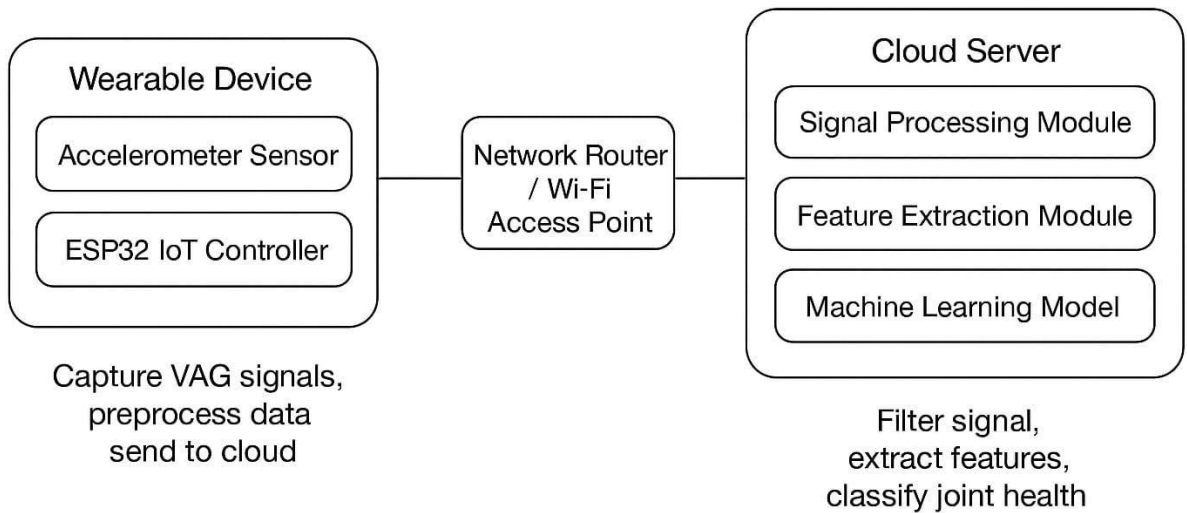 Wearable Device
Accelerometer Sensor
ESP32 IoT Controller
Capture VAG signals,
preprocess data
send to cloud
Network Router
/ Wi-Fi
Access Point
Cloud Server
Signal Processing Module
Feature Extraction Module
Machine Learning Model
Filter signal,
extract features,
classify joint health